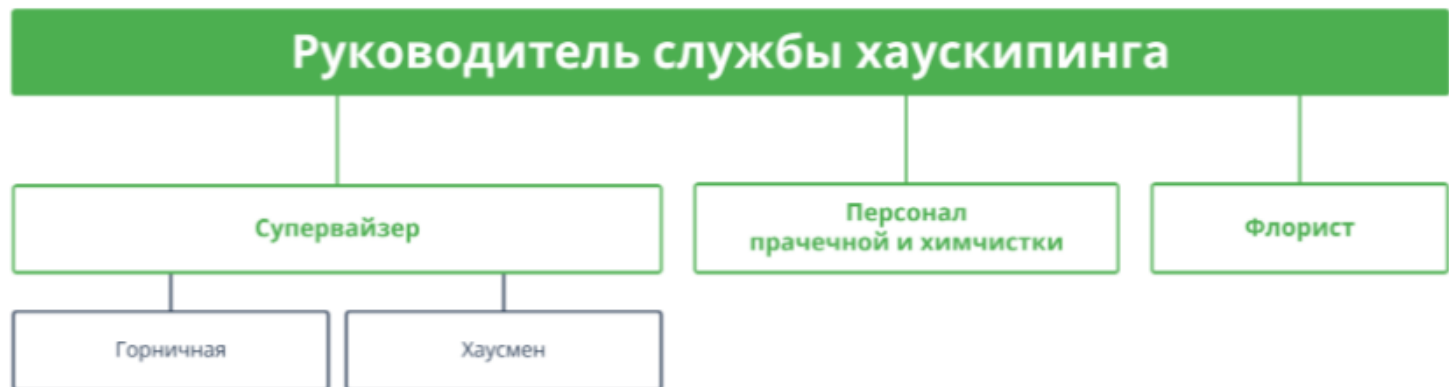 Руководитель службы хаускипинга
Супервайзер
Персонал
прачечной и химчистки
Флорист
Горничная
Хаусмен